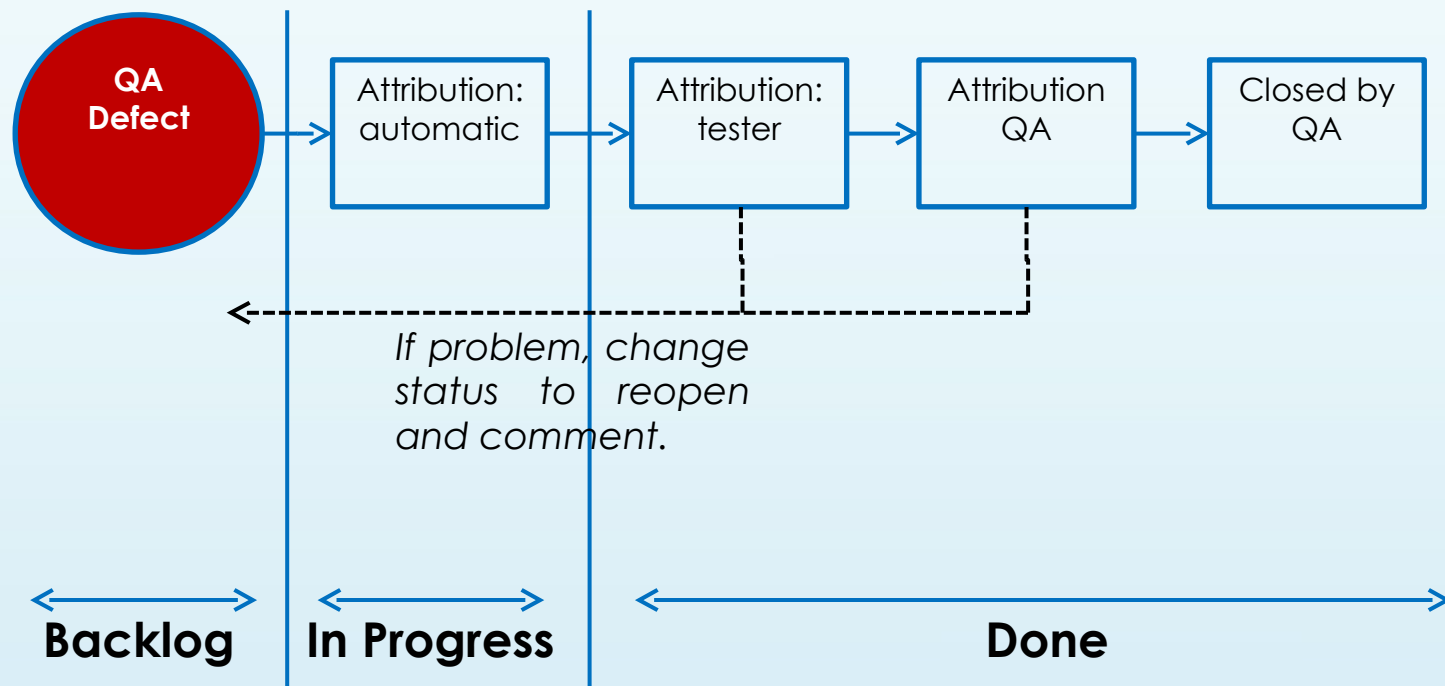 QA
Defect
Attribution:
automatic
Attribution:
tester
Attribution
QA
Closed by
QA
If problem, change
status to reopen
and comment.
Backlog
In Progress
Done